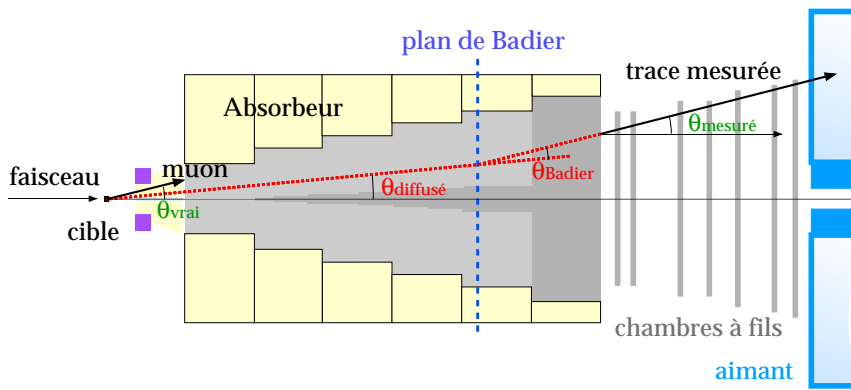 plan de Badier
trace mesurée
Absorbeur
θmesuré
muon
faisceau
θBadier
θdiffusé
θvrai
cible
chambres à fils
aimant